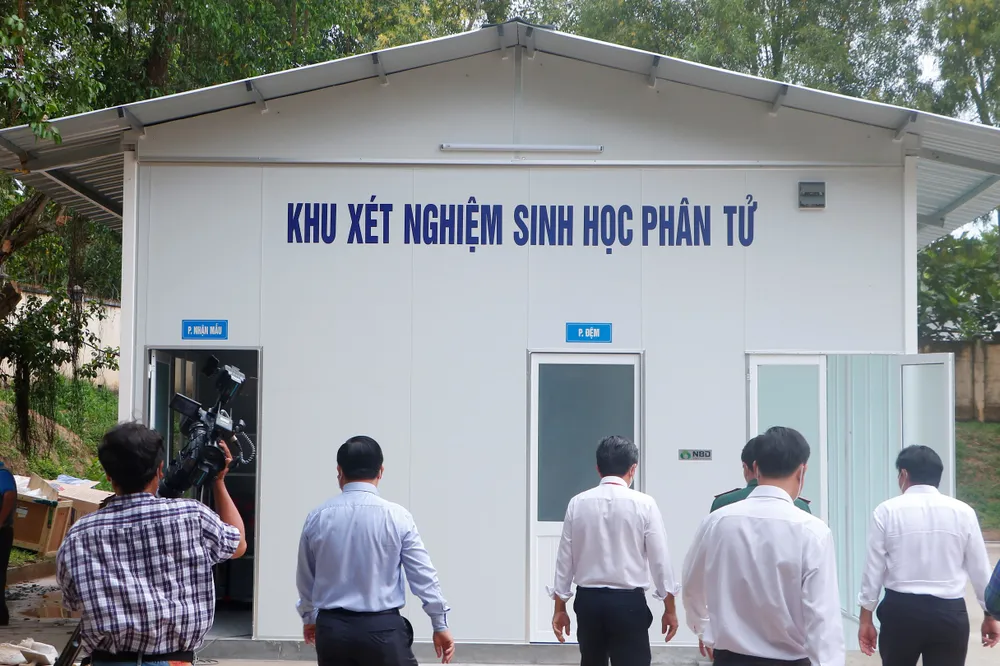 KHU XÉT NGHIỆM SINH HỌC PHÂN TỬ
P. NHẬN MẪU
P. ĐỆM
NBD